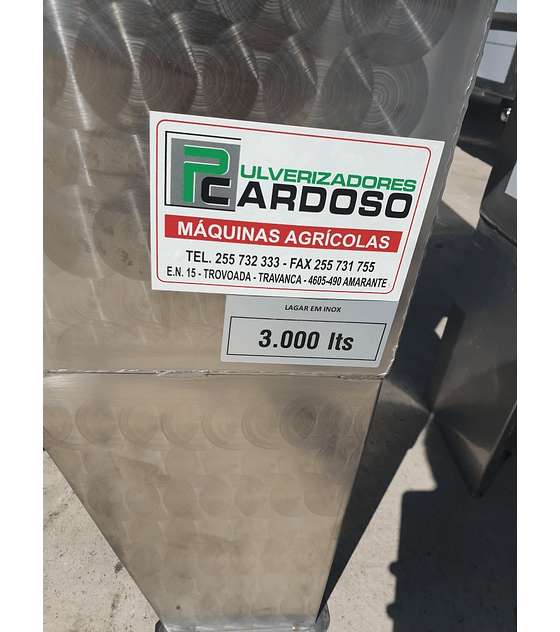 PULVERIZADORES
CARDOSO
MÁQUINAS AGRÍCOLAS
TEL. 255 732 333 - FAX 255 731 755
E.N. 15 - TROVOADA - TRAVANCA - 4605-490 AMARANTE
LAGAR EM INOX
3.000 lts